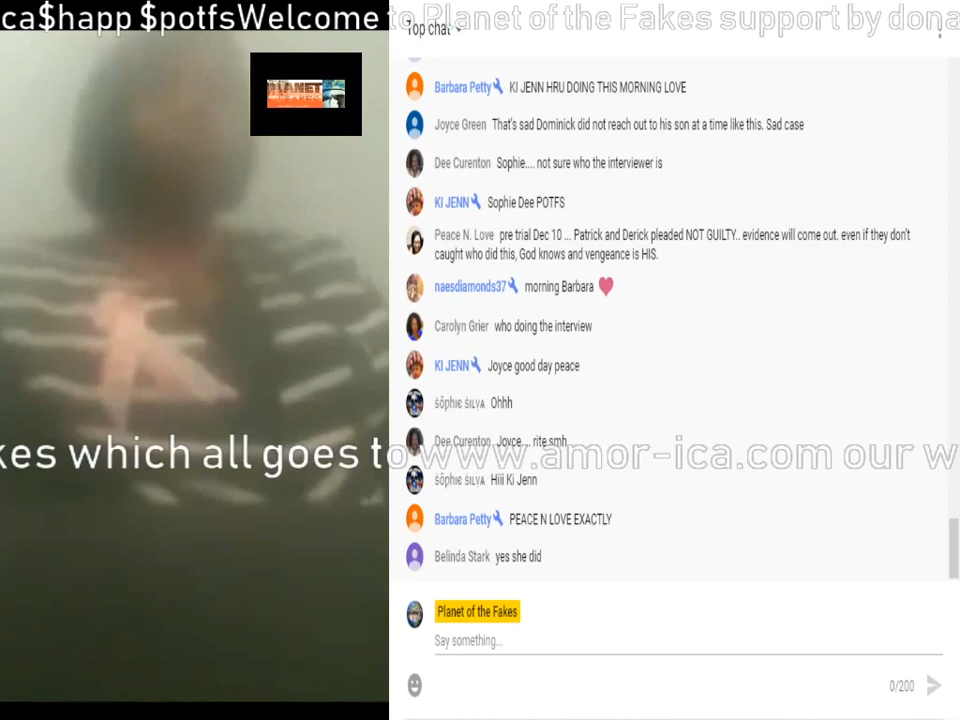 ca$happ $potfsWelcome to Planet of the Fakes support by dona
Top chat
PLANET
Barbara Petty KI JENN HRU DOING THIS MORNING LOVE
Joyce Green That's sad Dominick did not reach out to his son at a time like this. Sad case
Dee Curenton Sophie.... not sure who the interviewer is
KI JENN Sophie Dee POTFS
Peace N. Love pre trial Dec 10 ... Patrick and Derick pleaded NOT GUILTY.. evidence will come out. even if they don't
caught who did this, God knows and vengeance is HIS.
naesdiamonds37 morning Barbara
Carolyn Grier who doing the interview
KI JENN Joyce good day peace
ŝôphιє ŝιℓνα Ohhh
Dee Curenton Joyce... rite smh
kes which all goes to www.amor-ica.com our w
ŝôphιє ŝιℓνα Hiii Ki Jenn
Barbara Petty PEACE N LOVE EXACTLY
Belinda Stark yes she did
Planet of the Fakes
Say something...
0/200